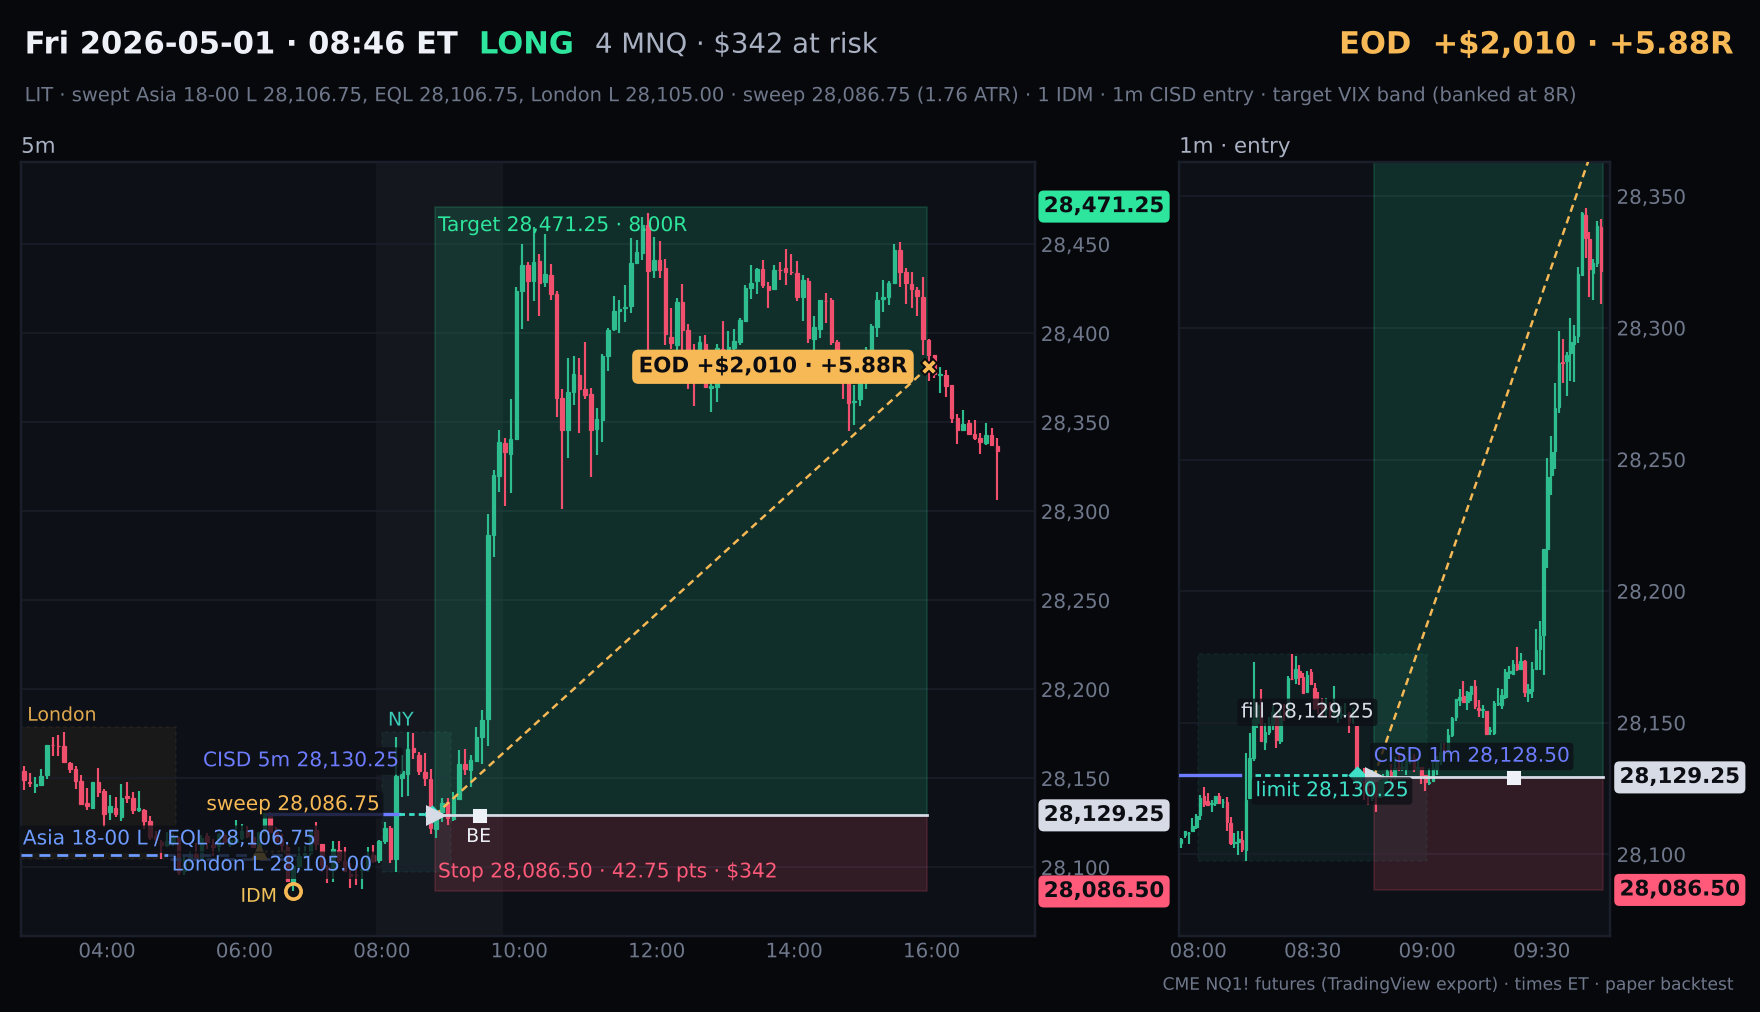 Fri 2026-05-01 · 08:46 ET LONG 4 MNQ · $342 at risk
EOD +$2,010 · +5.88R
LIT · swept Asia 18-00 L 28,106.75, EQL 28,106.75, London L 28,105.00 · sweep 28,086.75 (1.76 ATR) · 1 IDM · 1m CISD entry · target VIX band (banked at 8R)
5m
Target 28,471.25 · 8.00R
EOD +$2,010 · +5.88R
London
NY
CISD 5m 28,130.25
sweep 28,086.75
Asia 18-00 L / EQL 28,106.75
London L 28,105.00
IDM
BE
Stop 28,086.50 · 42.75 pts · $342
28,471.25
28,450
28,400
28,350
28,300
28,250
28,200
28,150
28,129.25
28,100
28,086.50
04:00 06:00 08:00 10:00 12:00 14:00 16:00
1m · entry
fill 28,129.25
CISD 1m 28,128.50
limit 28,130.25
28,350
28,300
28,250
28,200
28,150
28,129.25
28,100
28,086.50
08:00 08:30 09:00 09:30
CME NQ1! futures (TradingView export) · times ET · paper backtest